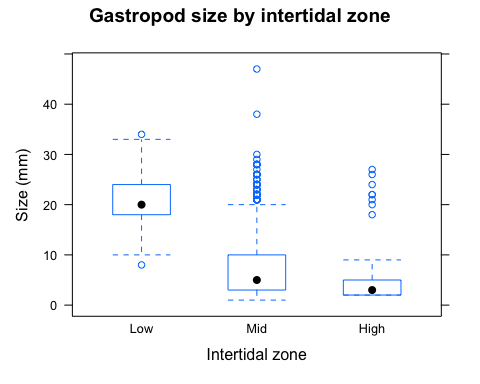 Gastropod size by intertidal zone
Size (mm)
40
30
20
10
0
Low Mid High
Intertidal zone